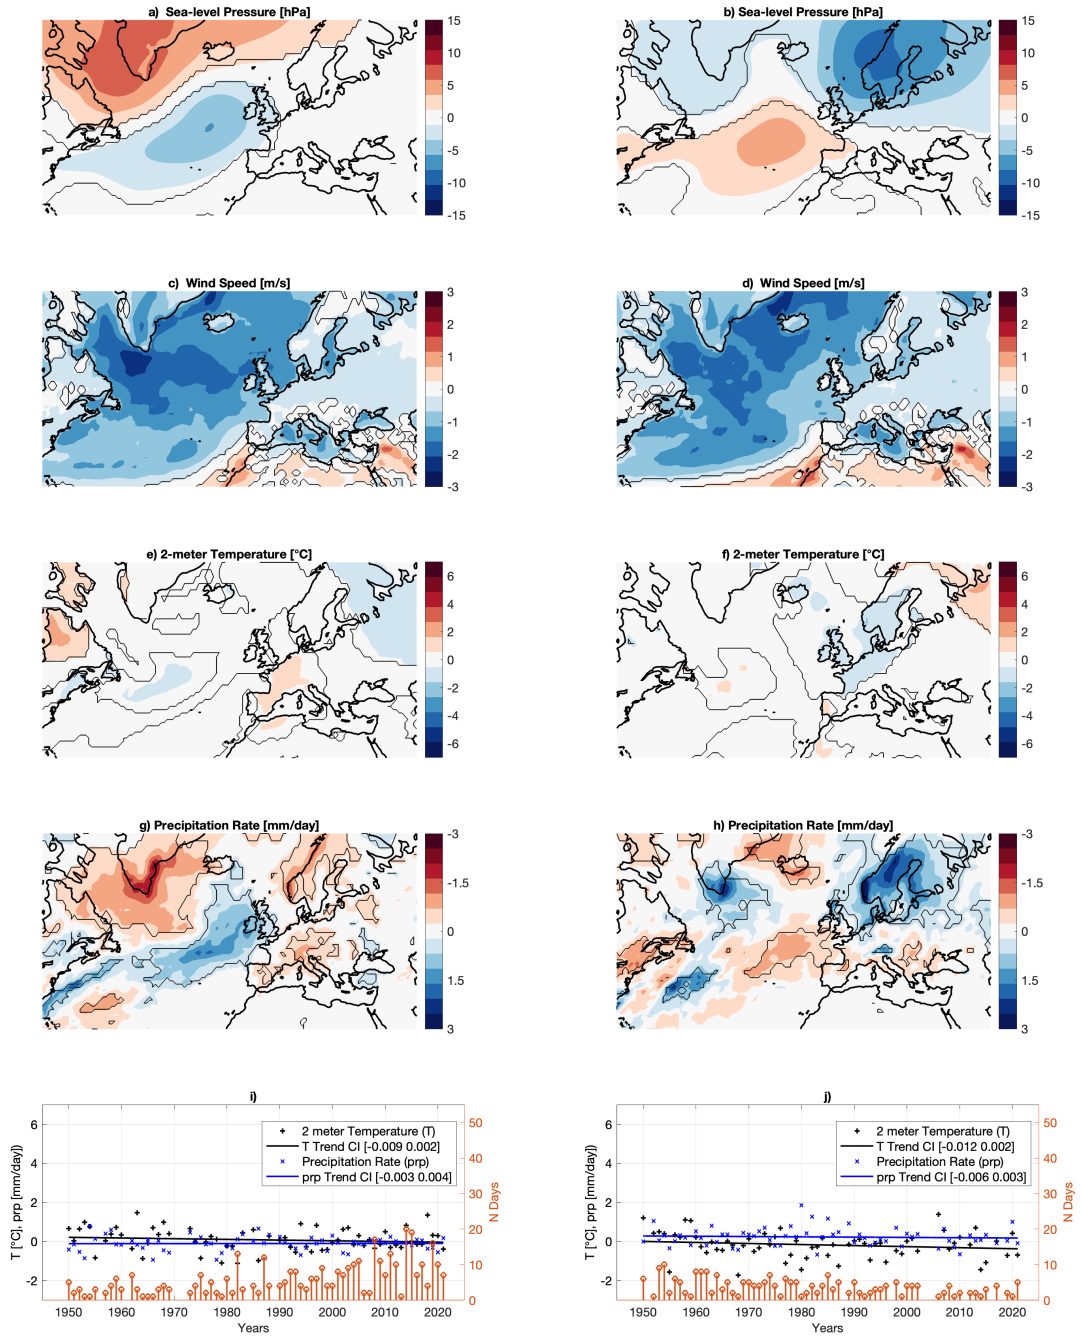 a) Sea-level Pressure [hPa]
15
10
5
0
-5
-10
-15
b) Sea-level Pressure [hPa]
15
10
5
0
-5
-10
-15
c) Wind Speed [m/s]
3
2
1
0
-1
-2
-3
d) Wind Speed [m/s]
3
2
1
0
-1
-2
-3
e) 2-meter Temperature [°C]
6
4
2
0
-2
-4
-6
f) 2-meter Temperature [°C]
6
4
2
0
-2
-4
-6
g) Precipitation Rate [mm/day]
-3
-1.5
0
1.5
3
h) Precipitation Rate [mm/day]
-3
-1.5
0
1.5
3
i)
T [°C], prp [mm/day]
6
4
2
0
-2
2 meter Temperature (T)
T Trend CI [-0.009 0.002]
Precipitation Rate (prp)
prp Trend CI [-0.003 0.004]
50
40
30
20
10
0
N Days
1950 1960 1970 1980 1990 2000 2010 2020
Years
j)
T [°C], prp [mm/day]
6
4
2
0
-2
2 meter Temperature (T)
T Trend CI [-0.012 0.002]
Precipitation Rate (prp)
prp Trend CI [-0.006 0.003]
50
40
30
20
10
0
N Days
1950 1960 1970 1980 1990 2000 2010 2020
Years